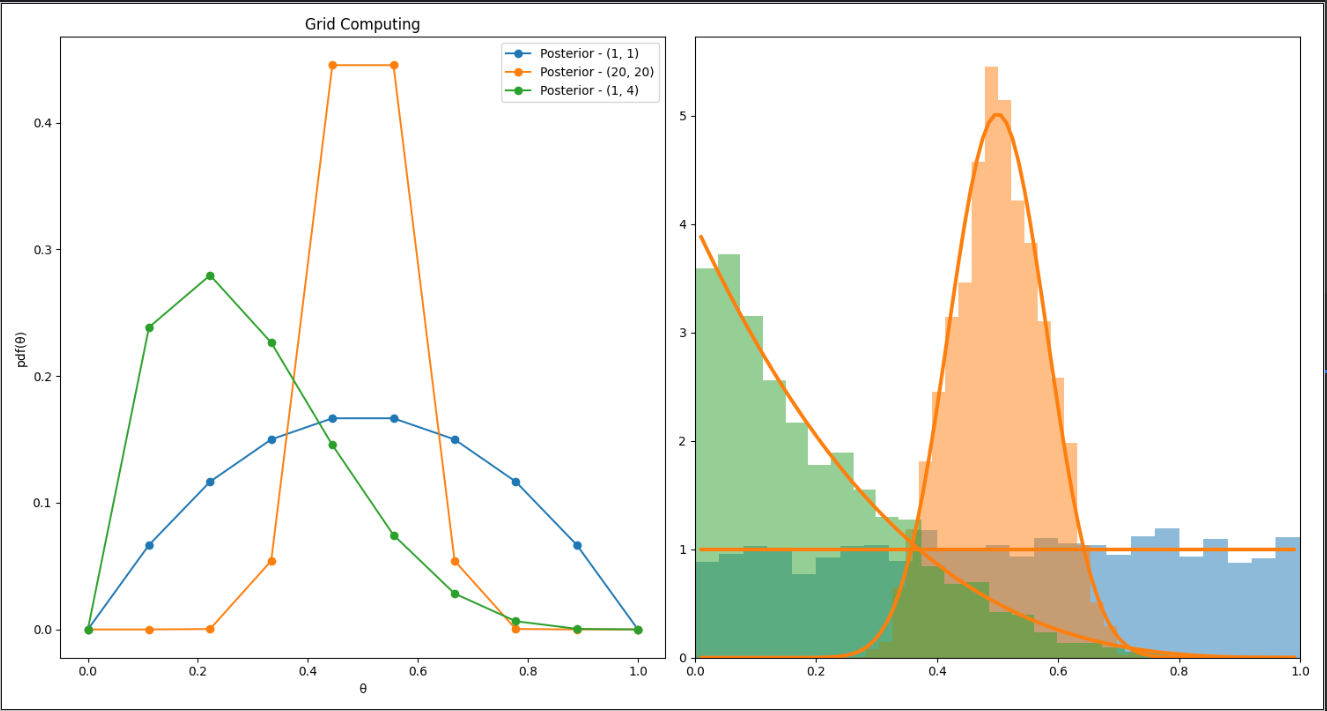 Grid Computing
Posterior - (1, 1)
Posterior - (20, 20)
Posterior - (1, 4)
pdf(θ)
0.4
0.3
0.2
0.1
0.0
0.0 0.2 0.4 0.6 0.8 1.0
θ
5
4
3
2
1
0
0.0 0.2 0.4 0.6 0.8 1.0